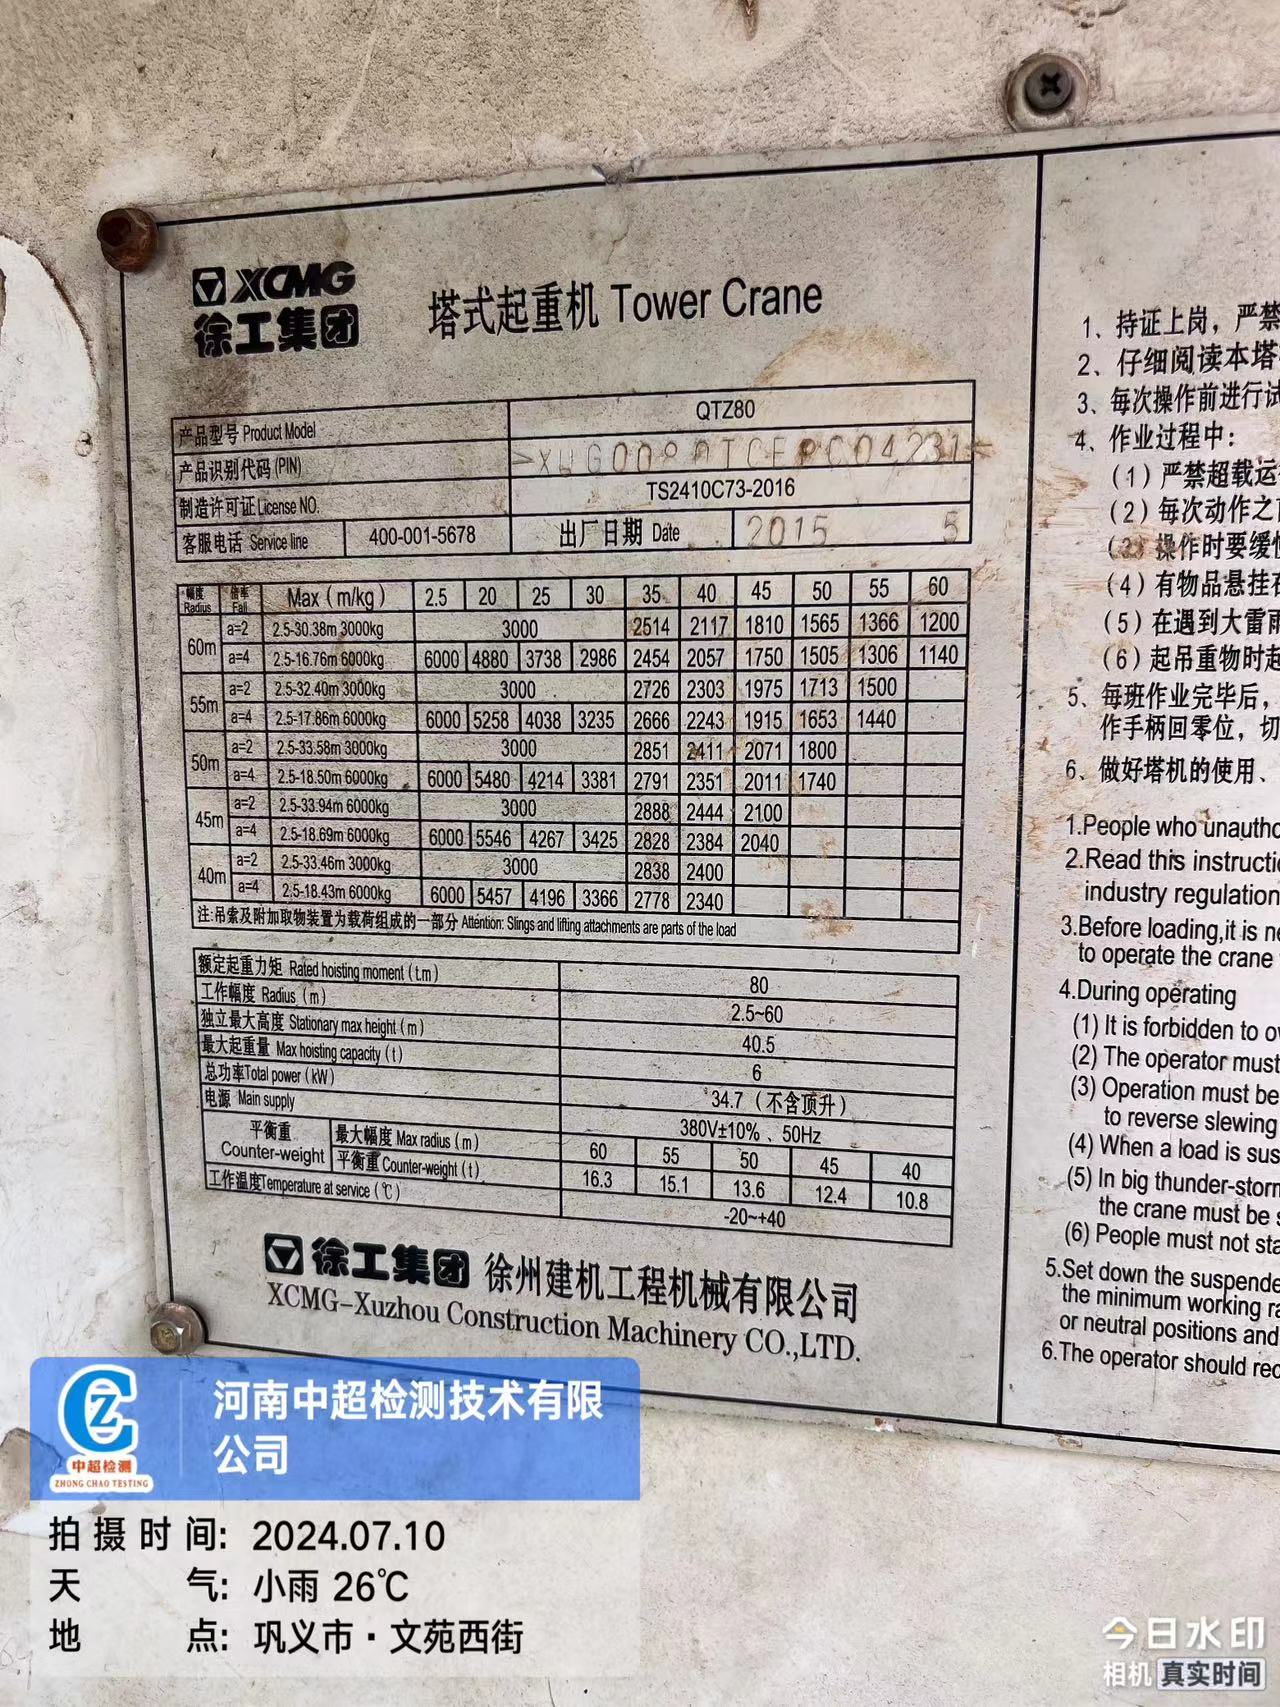 XCMG
徐工集团
塔式起重机 Tower Crane
产品型号 Product Model QTZ80
产品识别代码 (PIN)
制造许可证 License NO. TS2410C73-2016
客服电话 Service line 400-001-5678 出厂日期 Date 2015 5
幅度 Radius 倍率 Fall Max (m/kg) 2.5 20 25 30 35 40 45 50 55 60
60m a=2 2.5-30.38m 3000kg 3000 2514 2117 1810 1565 1366 1200
a=4 2.5-16.76m 6000kg 6000 4880 3738 2986 2454 2057 1750 1505 1306 1140
55m a=2 2.5-32.40m 3000kg 3000 2726 2303 1975 1713 1500
a=4 2.5-17.86m 6000kg 6000 5258 4038 3235 2666 2243 1915 1653 1440
50m a=2 2.5-33.58m 3000kg 3000 2851 2411 2071 1800
a=4 2.5-18.50m 6000kg 6000 5480 4214 3381 2791 2351 2011 1740
45m a=2 2.5-33.94m 6000kg 3000 2888 2444 2100
a=4 2.5-18.69m 6000kg 6000 5546 4267 3425 2828 2384 2040
40m a=2 2.5-33.46m 3000kg 3000 2838 2400
a=4 2.5-18.43m 6000kg 6000 5457 4196 3366 2778 2340
注:吊索及附加取物装置为载荷组成的一部分 Attention: Slings and lifting attachments are parts of the load
额定起重力矩 Rated hoisting moment (t.m) 80
工作幅度 Radius (m) 2.5~60
独立最大高度 Stationary max height (m) 40.5
最大起重量 Max hoisting capacity (t) 6
总功率Total power (kW) 34.7 (不含顶升)
电源 Main supply 380V±10% 、50Hz
平衡重 Counter-weight 最大幅度 Max radius (m) 60 55 50 45 40
平衡重 Counter-weight (t) 16.3 15.1 13.6 12.4 10.8
工作温度Temperature at service (℃) -20~+40
徐工集团 徐州建机工程机械有限公司
XCMG-Xuzhou Construction Machinery CO.,LTD.
1、持证上岗，严禁
2、仔细阅读本塔
3、每次操作前进行试
4、作业过程中：
(1) 严禁超载运
(2) 每次动作之前
(3) 操作时要缓慢
(4) 有物品悬挂在
(5) 在遇到大雷雨
(6) 起吊重物时起
5、每班作业完毕后，
作手柄回零位，切
6、做好塔机的使用、
1.People who unautho
2.Read this instructio
industry regulation
3.Before loading,it is ne
to operate the crane
4.During operating
(1) It is forbidden to ov
(2) The operator must
(3) Operation must be
to reverse slewing
(4) When a load is sus
(5) In big thunder-storm
the crane must be s
(6) People must not sta
5.Set down the suspende
the minimum working ra
or neutral positions and
6.The operator should rec
中超检测
ZHONG CHAO TESTING
河南中超检测技术有限
公司
拍摄时间: 2024.07.10
天气: 小雨 26℃
地点: 巩义市·文苑西街
今日水印
相机 真实时间